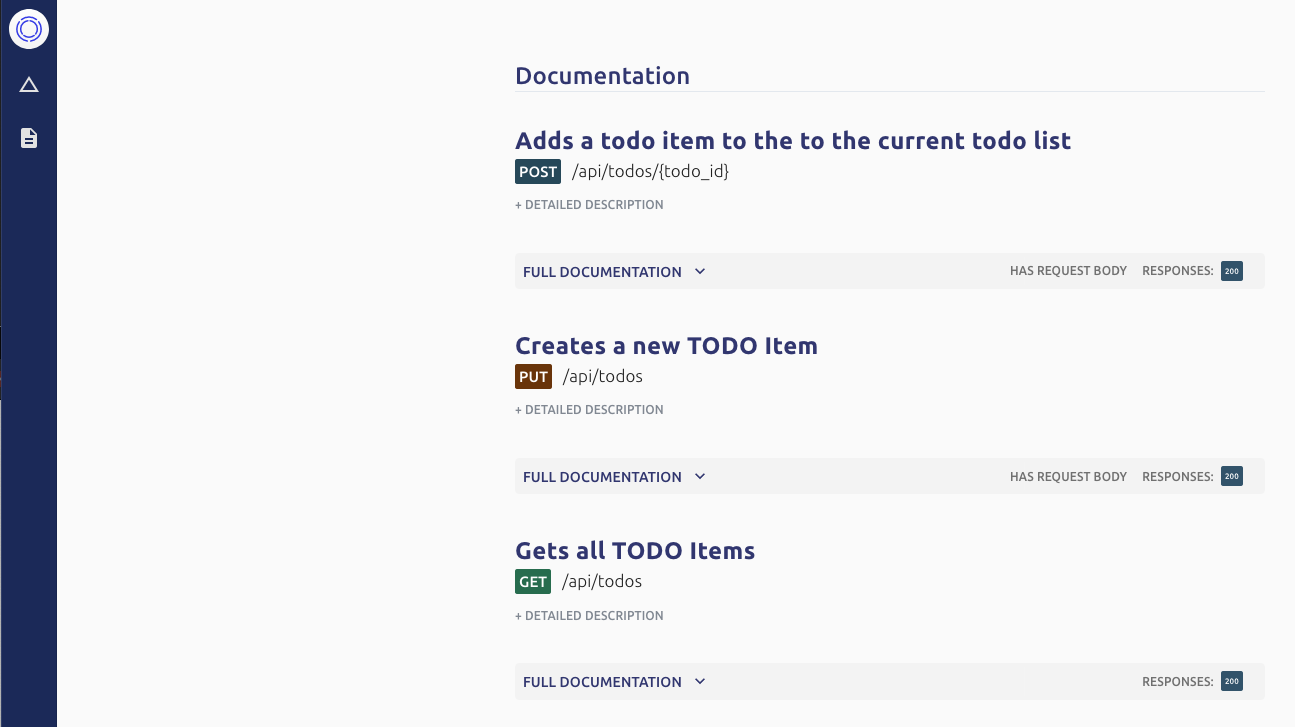 Documentation
Adds a todo item to the to the current todo list
POST /api/todos/{todo_id}
+ DETAILED DESCRIPTION
FULL DOCUMENTATION HAS REQUEST BODY RESPONSES: 200
Creates a new TODO Item
PUT /api/todos
+ DETAILED DESCRIPTION
FULL DOCUMENTATION HAS REQUEST BODY RESPONSES: 200
Gets all TODO Items
GET /api/todos
+ DETAILED DESCRIPTION
FULL DOCUMENTATION RESPONSES: 200